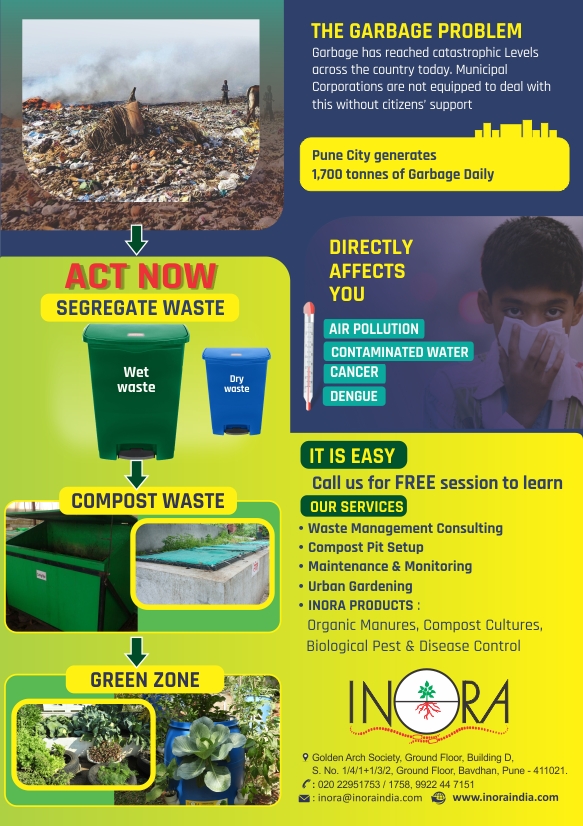 THE GARBAGE PROBLEM
Garbage has reached catastrophic Levels
across the country today. Municipal
Corporations are not equipped to deal with
this without citizens' support
Pune City generates
1,700 tonnes of Garbage Daily
DIRECTLY
AFFECTS
YOU
AIR POLLUTION
CONTAMINATED WATER
CANCER
DENGUE
ACT NOW
SEGREGATE WASTE
Wet
waste
Dry
waste
COMPOST WASTE
GREEN ZONE
IT IS EASY
Call us for FREE session to learn
OUR SERVICES
• Waste Management Consulting
• Compost Pit Setup
• Maintenance & Monitoring
• Urban Gardening
• INORA PRODUCTS :
Organic Manures, Compost Cultures,
Biological Pest & Disease Control
INORA
Golden Arch Society, Ground Floor, Building D,
S. No. 1/4/1+1/3/2, Ground Floor, Bavdhan, Pune - 411021.
: 020 22951753 / 1758, 9922 44 7151
: inora@inoraindia.com www.inoraindia.com